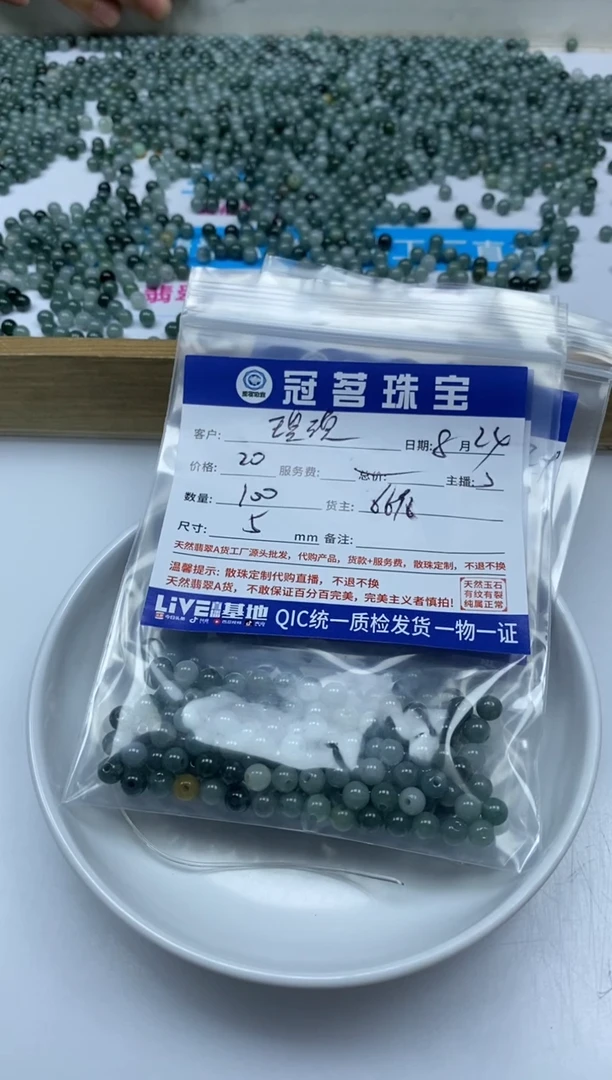 冠茗珠宝
客户: 日期: 8月24
价格: 20 服务费: 总价: 主播:
数量: 100 货主:
尺寸: 5 mm 备注:
天然翡翠A货工厂源头批发，代购产品，货款+服务费，散珠定制，不退不换
温馨提示: 散珠定制代购直播，不退不换
天然翡翠A货，不敢保证百分百完美，完美主义者慎拍!
天然玉石
有纹有裂
纯属正常
LiVE直播基地 QIC统一质检发货一物一证